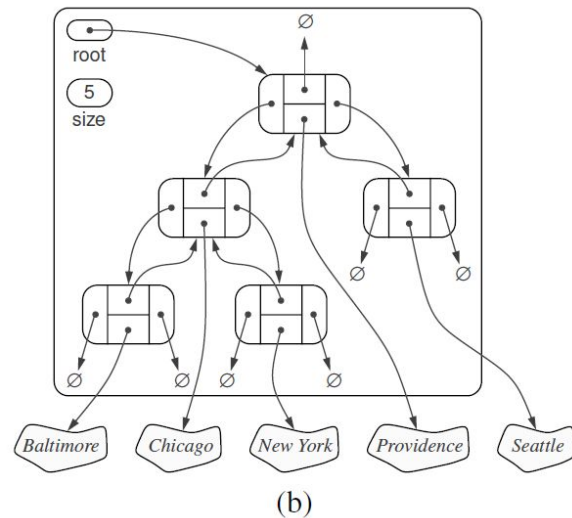 ∅
root
5
size
∅ ∅
∅ ∅ ∅ ∅
Baltimore Chicago New York Providence Seattle
(b)